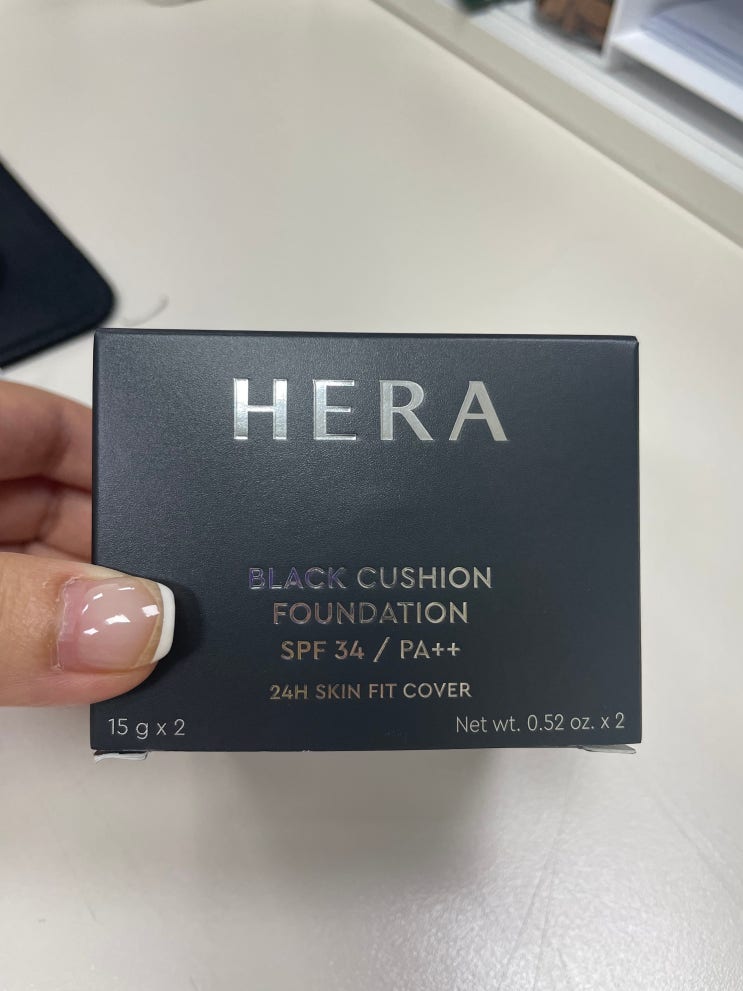 HERA
BLACK CUSHION
FOUNDATION
SPF 34 / PA++
24H SKIN FIT COVER
15 g x 2
Net wt. 0.52 oz. x 2